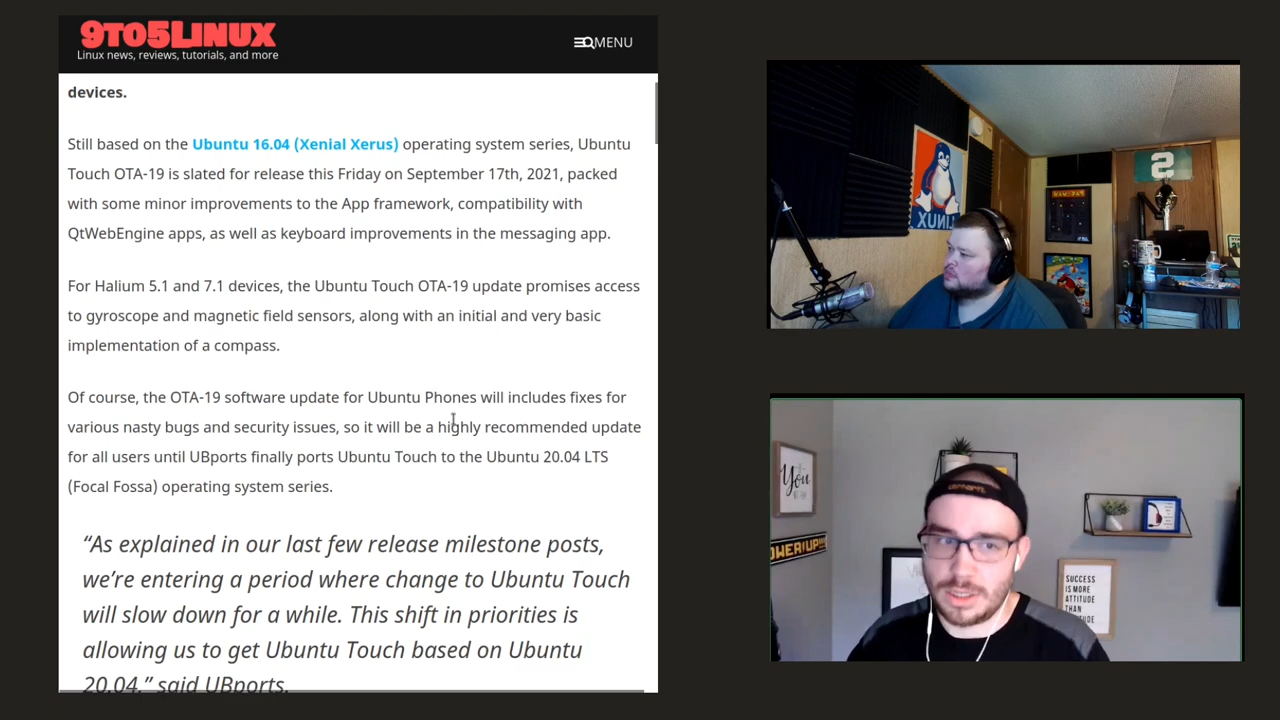 9TO5LINUX
Linux news, reviews, tutorials, and more
MENU
devices.
Still based on the Ubuntu 16.04 (Xenial Xerus) operating system series, Ubuntu
Touch OTA-19 is slated for release this Friday on September 17th, 2021, packed
with some minor improvements to the App framework, compatibility with
QtWebEngine apps, as well as keyboard improvements in the messaging app.
For Halium 5.1 and 7.1 devices, the Ubuntu Touch OTA-19 update promises access
to gyroscope and magnetic field sensors, along with an initial and very basic
implementation of a compass.
Of course, the OTA-19 software update for Ubuntu Phones will includes fixes for
various nasty bugs and security issues, so it will be a highly recommended update
for all users until UBports finally ports Ubuntu Touch to the Ubuntu 20.04 LTS
(Focal Fossa) operating system series.
“As explained in our last few release milestone posts,
we’re entering a period where change to Ubuntu Touch
will slow down for a while. This shift in priorities is
allowing us to get Ubuntu Touch based on Ubuntu
20.04,” said UBports.
LINUX
You
POWER UP
SUCCESS
IS MORE
ATTITUDE
THAN